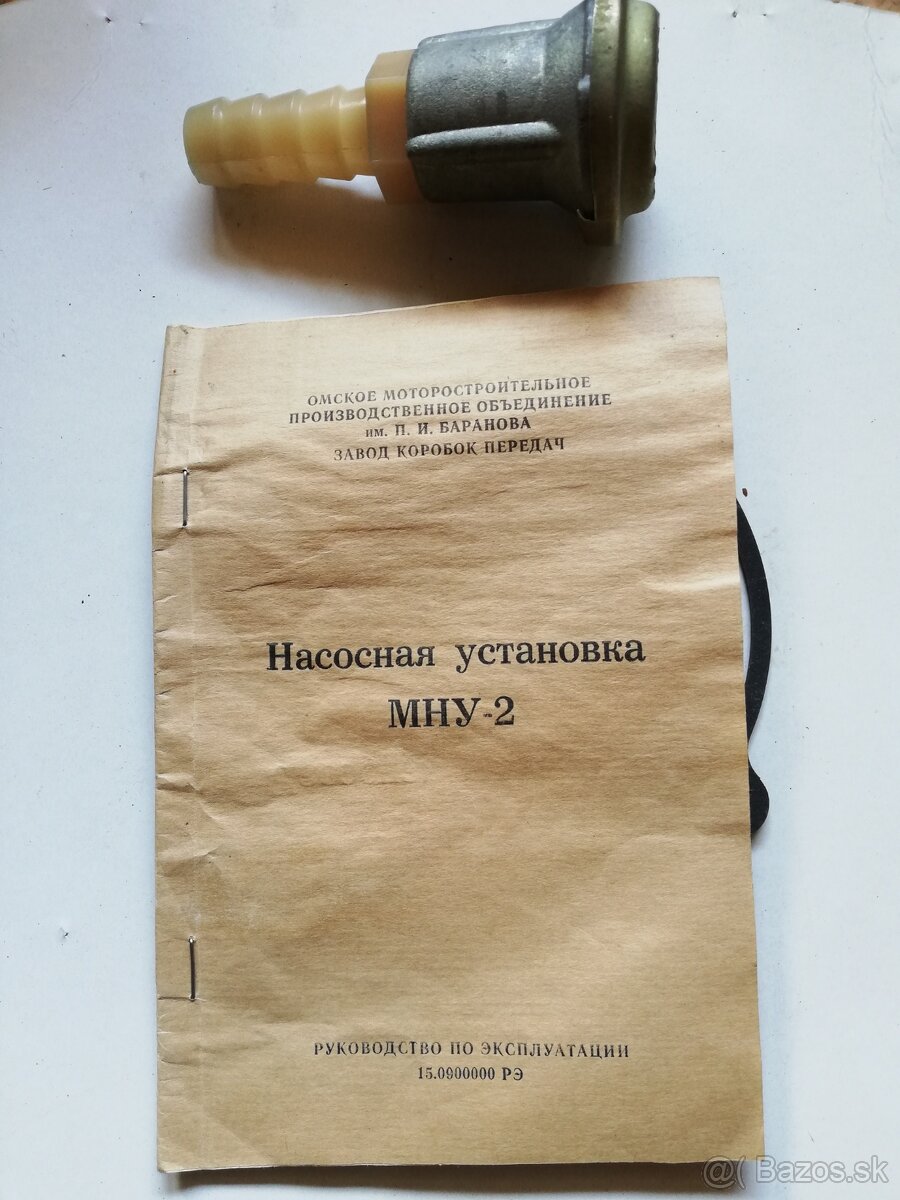 ОМСКОЕ МОТОРОСТРОИТЕЛЬНОЕ
ПРОИЗВОДСТВЕННОЕ ОБЪЕДИНЕНИЕ
им. П. И. БАРАНОВА
ЗАВОД КОРОБОК ПЕРЕДАЧ
Насосная установка
МНУ-2
РУКОВОДСТВО ПО ЭКСПЛУАТАЦИИ
15.0900000 РЭ
@( Bazos.sk